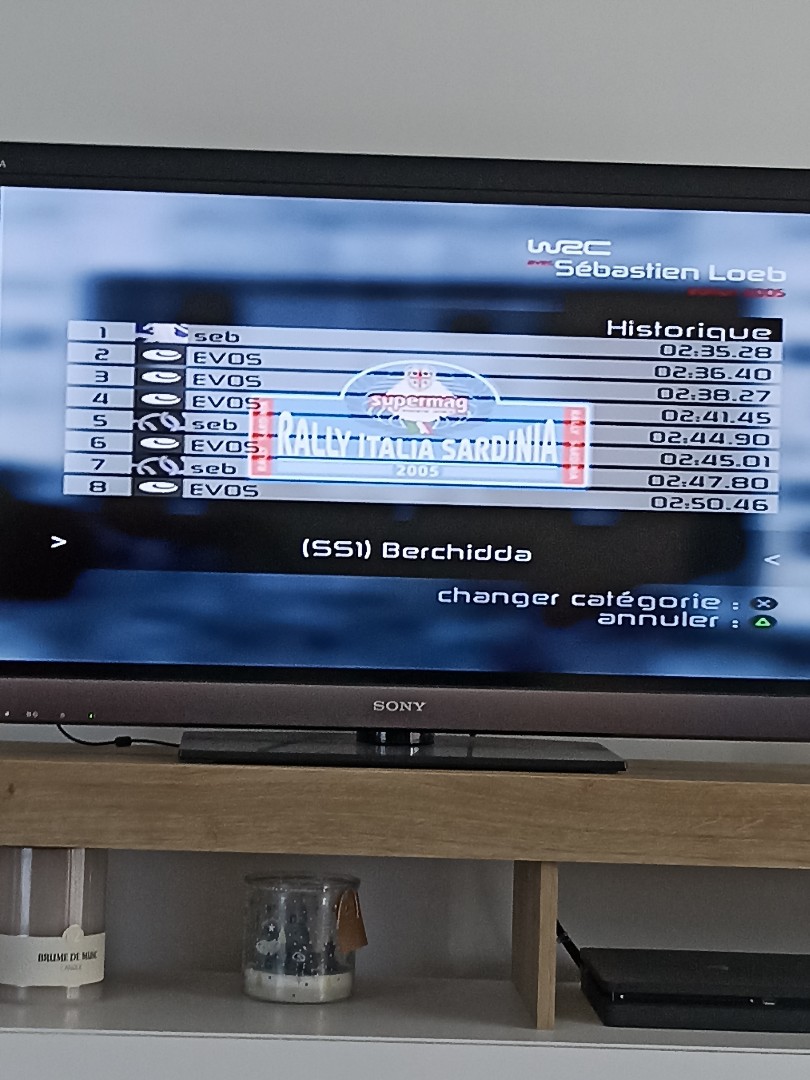 WRC
avec Sébastien Loeb
edition 2005
Historique
1 seb 02:35.28
2 EVOS 02:36.40
3 EVOS 02:38.27
4 EVOS 02:41.45
5 seb 02:44.90
6 EVOS 02:45.01
7 seb 02:47.80
8 EVOS 02:50.46
supermag
RALLY ITALIA SARDINIA
2005
> (SS1) Berchidda <
changer catégorie :
annuler :
SONY
BRUME DE